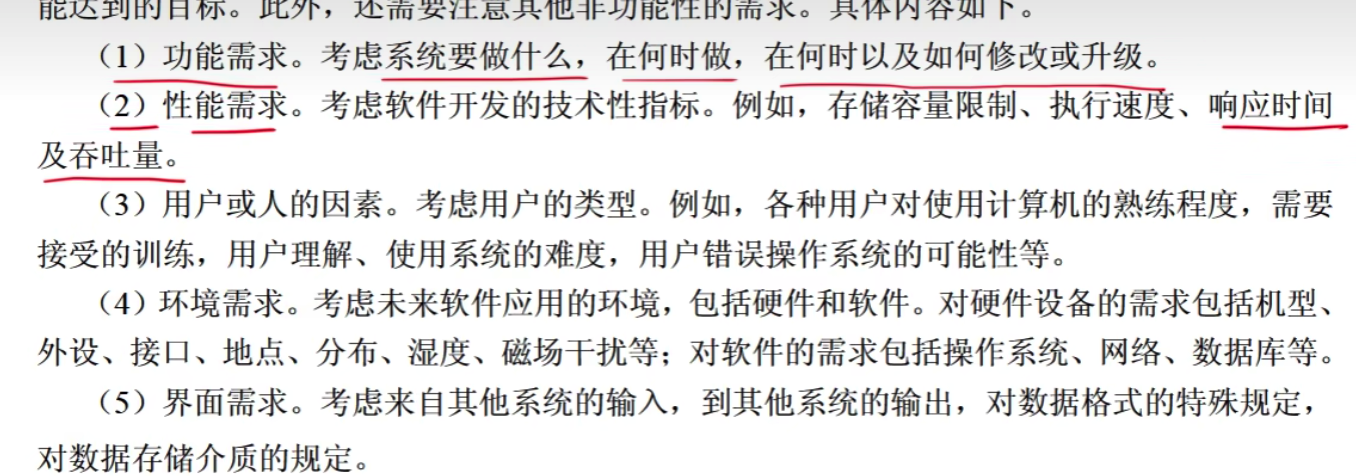 能达到的目标。此外，还需要注意其他非功能性的需求。具体内容如下。
（1）功能需求。考虑系统要做什么，在何时做，在何时以及如何修改或升级。
（2）性能需求。考虑软件开发的技术性指标。例如，存储容量限制、执行速度、响应时间
及吞吐量。
（3）用户或人的因素。考虑用户的类型。例如，各种用户对使用计算机的熟练程度，需要
接受的训练，用户理解、使用系统的难度，用户错误操作系统的可能性等。
（4）环境需求。考虑未来软件应用的环境，包括硬件和软件。对硬件设备的需求包括机型、
外设、接口、地点、分布、湿度、磁场干扰等；对软件的需求包括操作系统、网络、数据库等。
（5）界面需求。考虑来自其他系统的输入，到其他系统的输出，对数据格式的特殊规定，
对数据存储介质的规定。